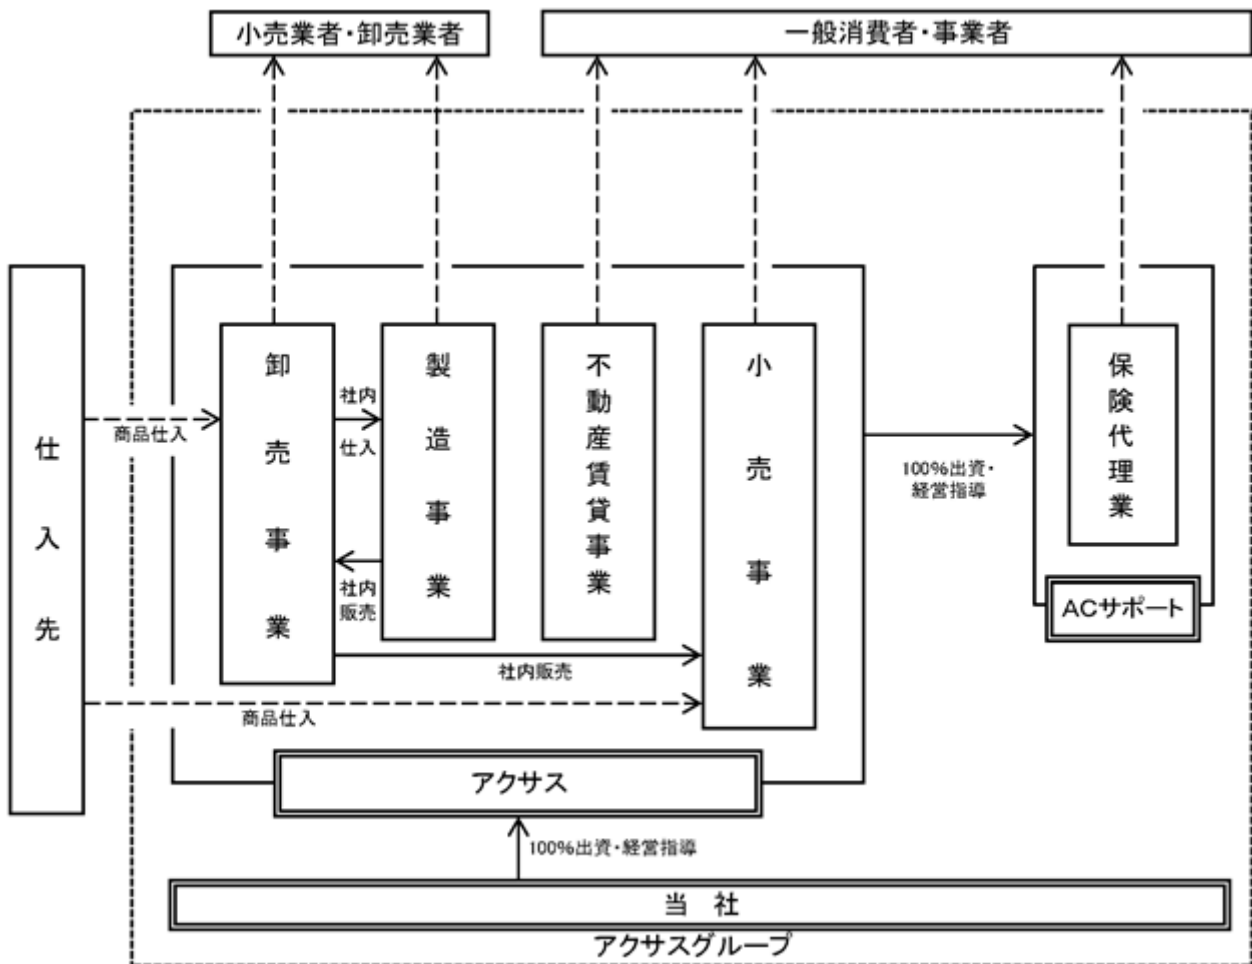 小売業者・卸売業者
一般消費者・事業者
仕入先
商品仕入
卸売事業
社内
仕入
製造事業
社内
販売
不動産賃貸事業
小売事業
社内販売
商品仕入
100%出資・
経営指導
保険代理業
ACサポート
アクサス
100%出資・経営指導
当 社
アクサスグループ